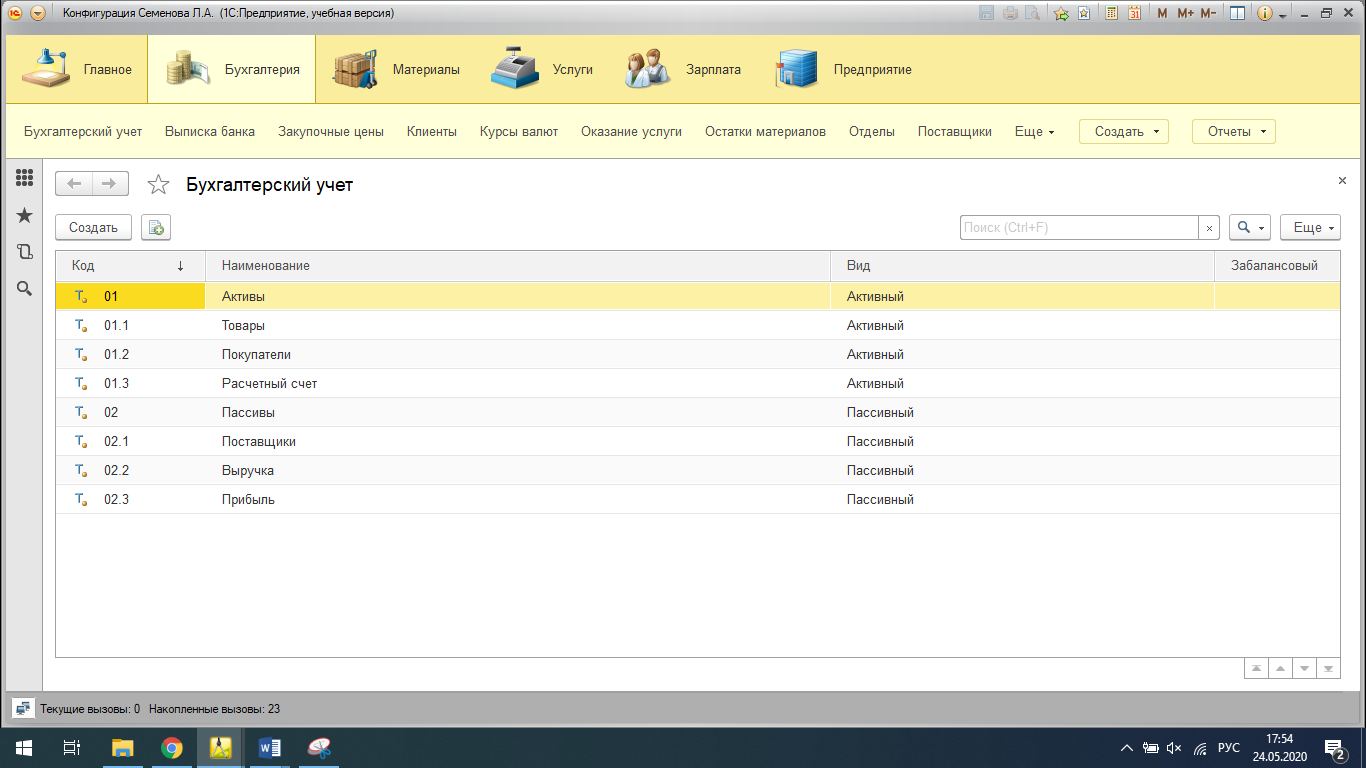 Конфигурация Семенова Л.А. (1С:Предприятие, учебная версия)
M M+ M-
Главное Бухгалтерия Материалы Услуги Зарплата Предприятие
Бухгалтерский учет Выписка банка Закупочные цены Клиенты Курсы валют Оказание услуги Остатки материалов Отделы Поставщики Еще Создать Отчеты
Бухгалтерский учет
Создать Поиск (Ctrl+F) Еще
Код Наименование Вид Забалансовый
01 Активы Активный
01.1 Товары Активный
01.2 Покупатели Активный
01.3 Расчетный счет Активный
02 Пассивы Пассивный
02.1 Поставщики Пассивный
02.2 Выручка Пассивный
02.3 Прибыль Пассивный
Текущие вызовы: 0 Накопленные вызовы: 23
РУС 17:54
24.05.2020
2